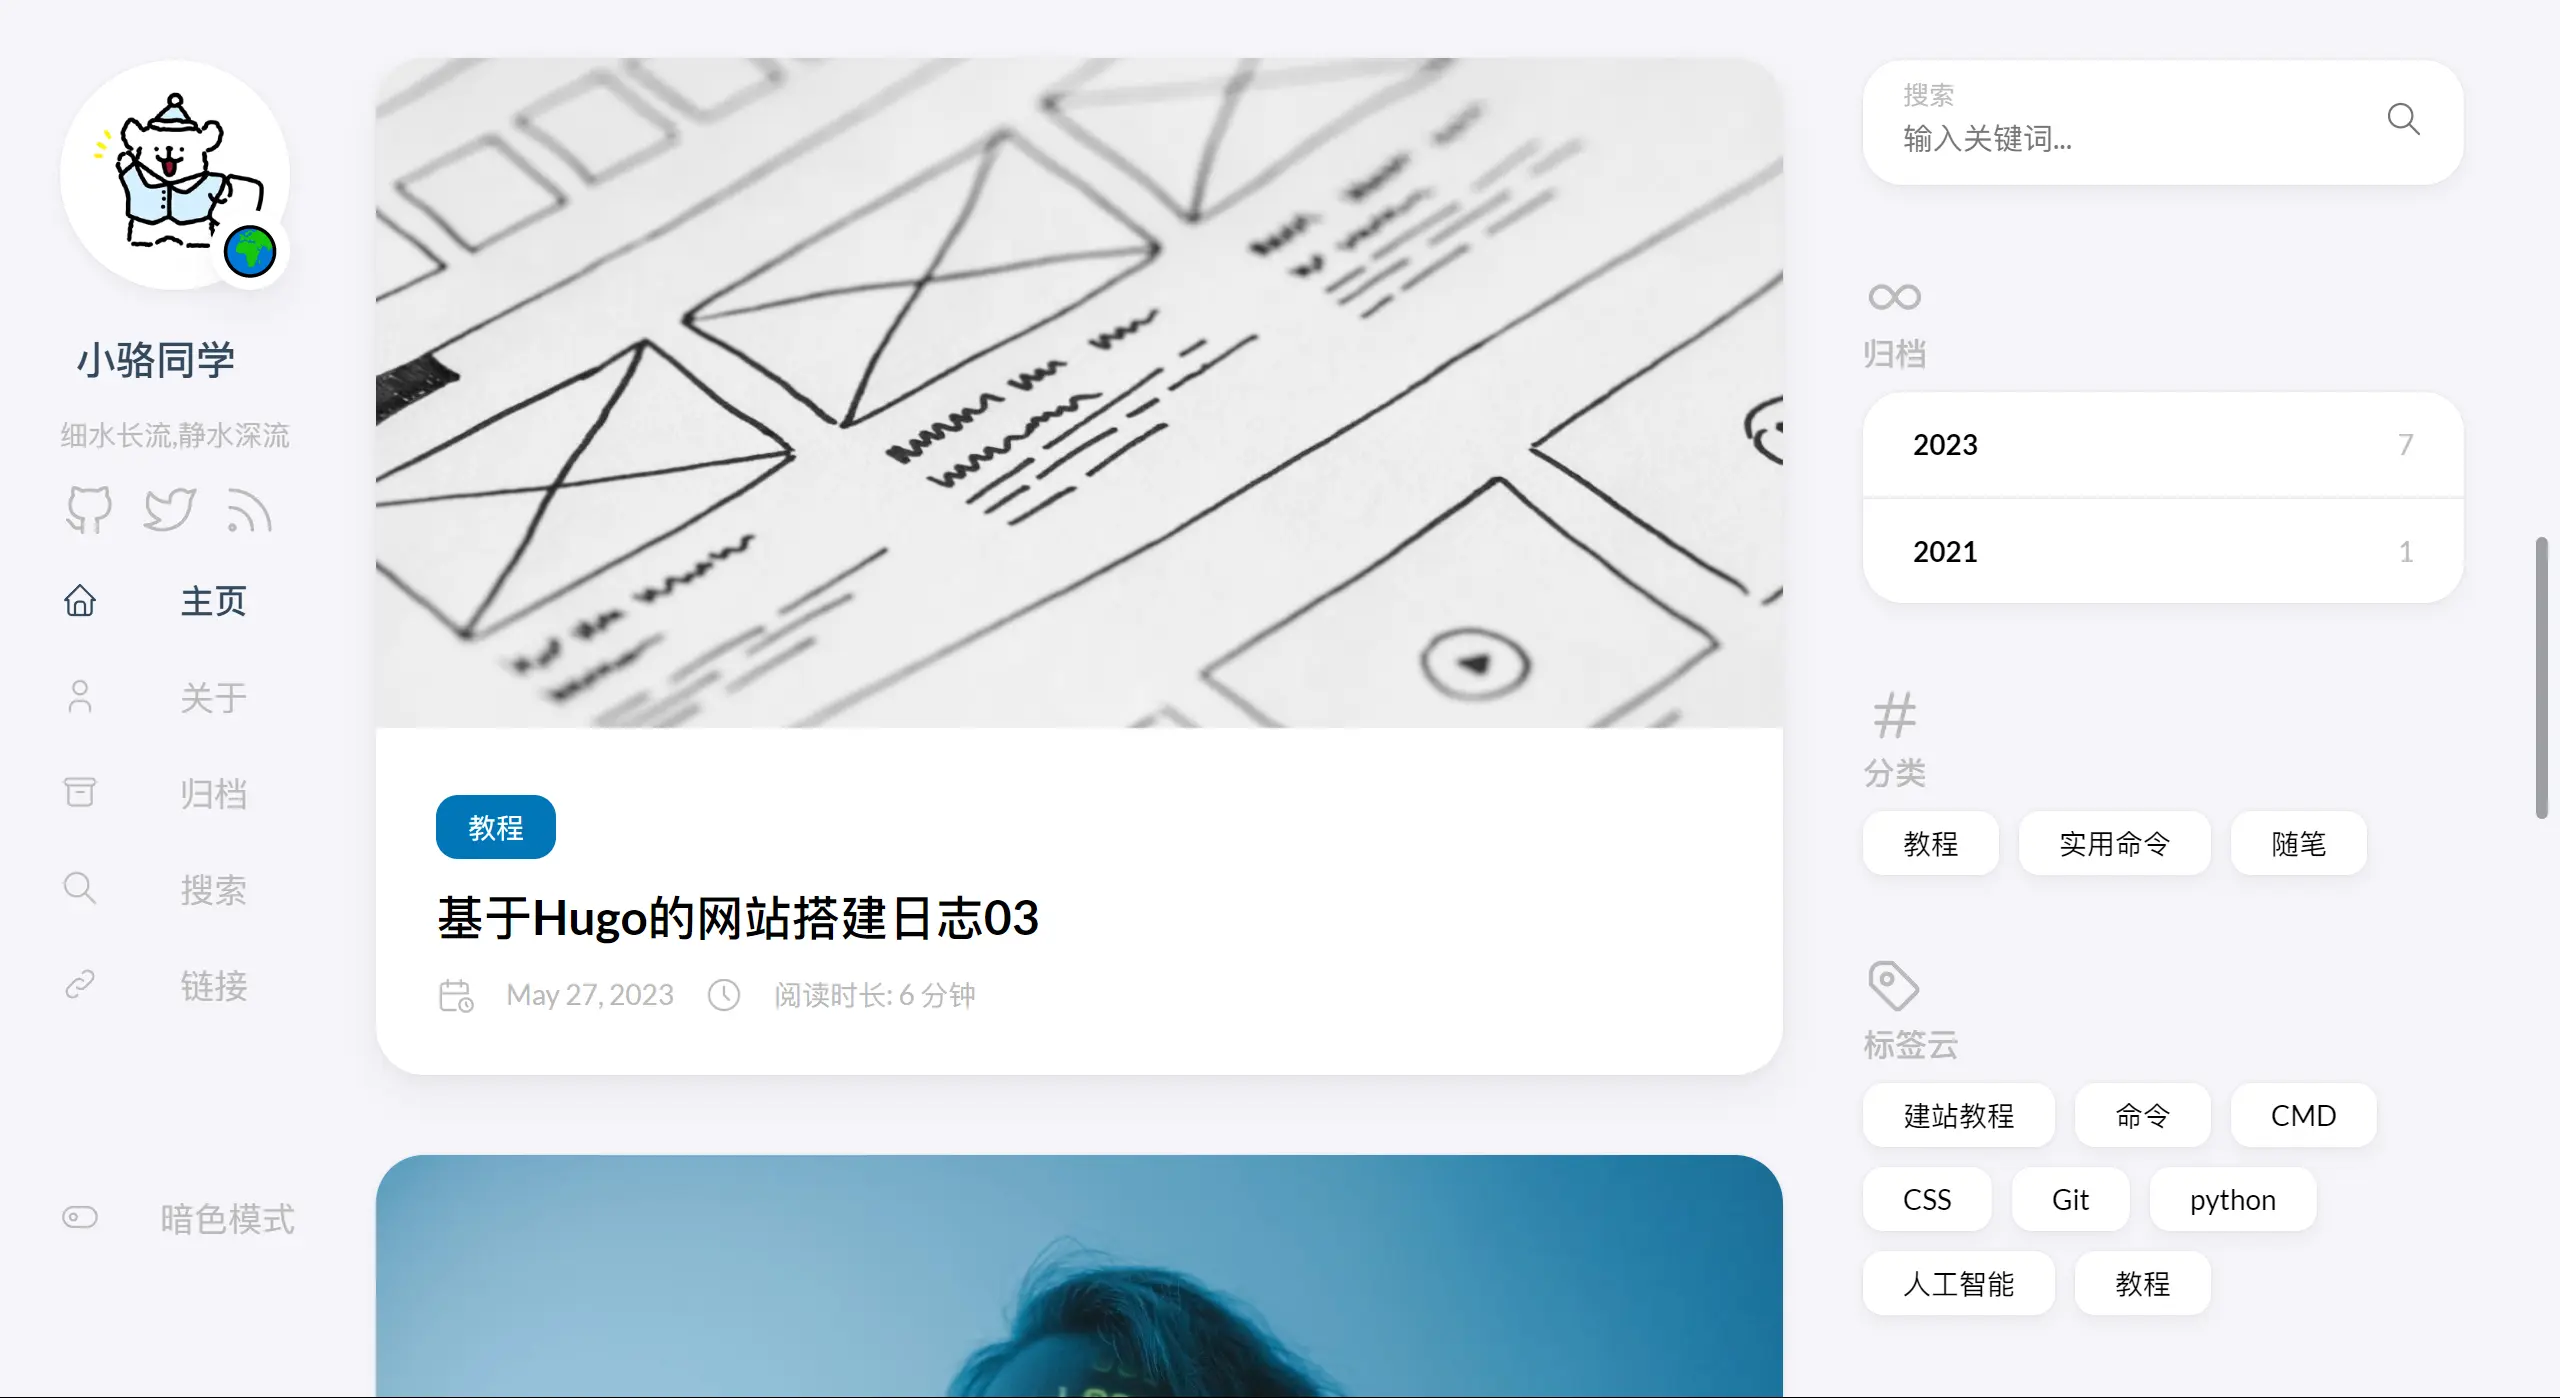 小骆同学
细水长流,静水深流
主页
关于
归档
搜索
链接
暗色模式
教程
基于Hugo的网站搭建日志03
May 27, 2023 阅读时长: 6 分钟
搜索
输入关键词...
归档
2023 7
2021 1
分类
教程 实用命令 随笔
标签云
建站教程 命令 CMD
CSS Git python
人工智能 教程